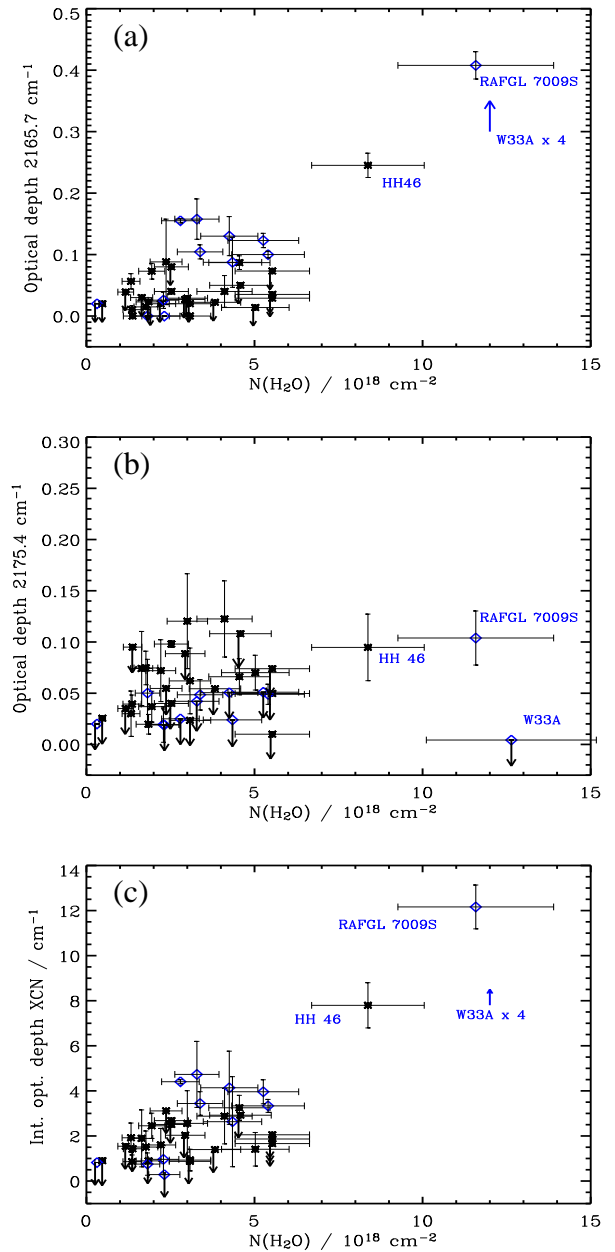 (a)
Optical depth 2165.7 cm⁻¹
0.5
0.4
0.3
0.2
0.1
0.0
RAFGL 7009S
W33A x 4
HH46
0 5 10 15
N(H₂O) / 10¹⁸ cm⁻²
(b)
Optical depth 2175.4 cm⁻¹
0.30
0.25
0.20
0.15
0.10
0.05
0.00
RAFGL 7009S
HH 46
W33A
0 5 10 15
N(H₂O) / 10¹⁸ cm⁻²
(c)
Int. opt. depth XCN / cm⁻¹
14
12
10
8
6
4
2
0
RAFGL 7009S
HH 46
W33A x 4
0 5 10 15
N(H₂O) / 10¹⁸ cm⁻²